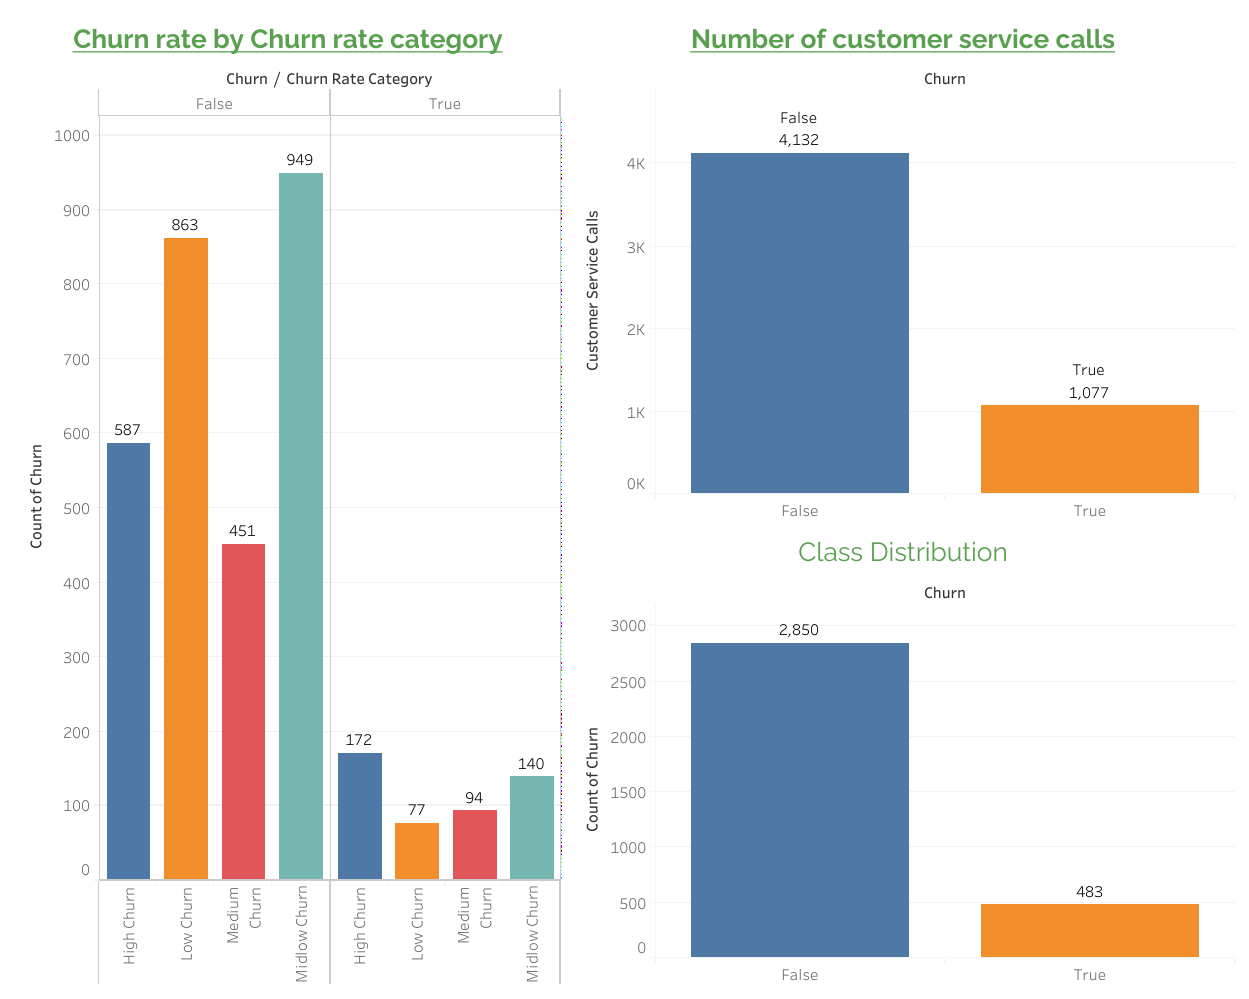 Churn rate by Churn rate category
Churn / Churn Rate Category
False
True
Count of Churn
1000
900
800
700
600
500
400
300
200
100
0
587
863
451
949
172
77
94
140
High Churn
Low Churn
Medium
Churn
Midlow Churn
High Churn
Low Churn
Medium
Churn
Midlow Churn
Number of customer service calls
Churn
Customer Service Calls
4K
3K
2K
1K
0K
False
4,132
True
1,077
False
True
Class Distribution
Churn
Count of Churn
3000
2500
2000
1500
1000
500
0
2,850
483
False
True